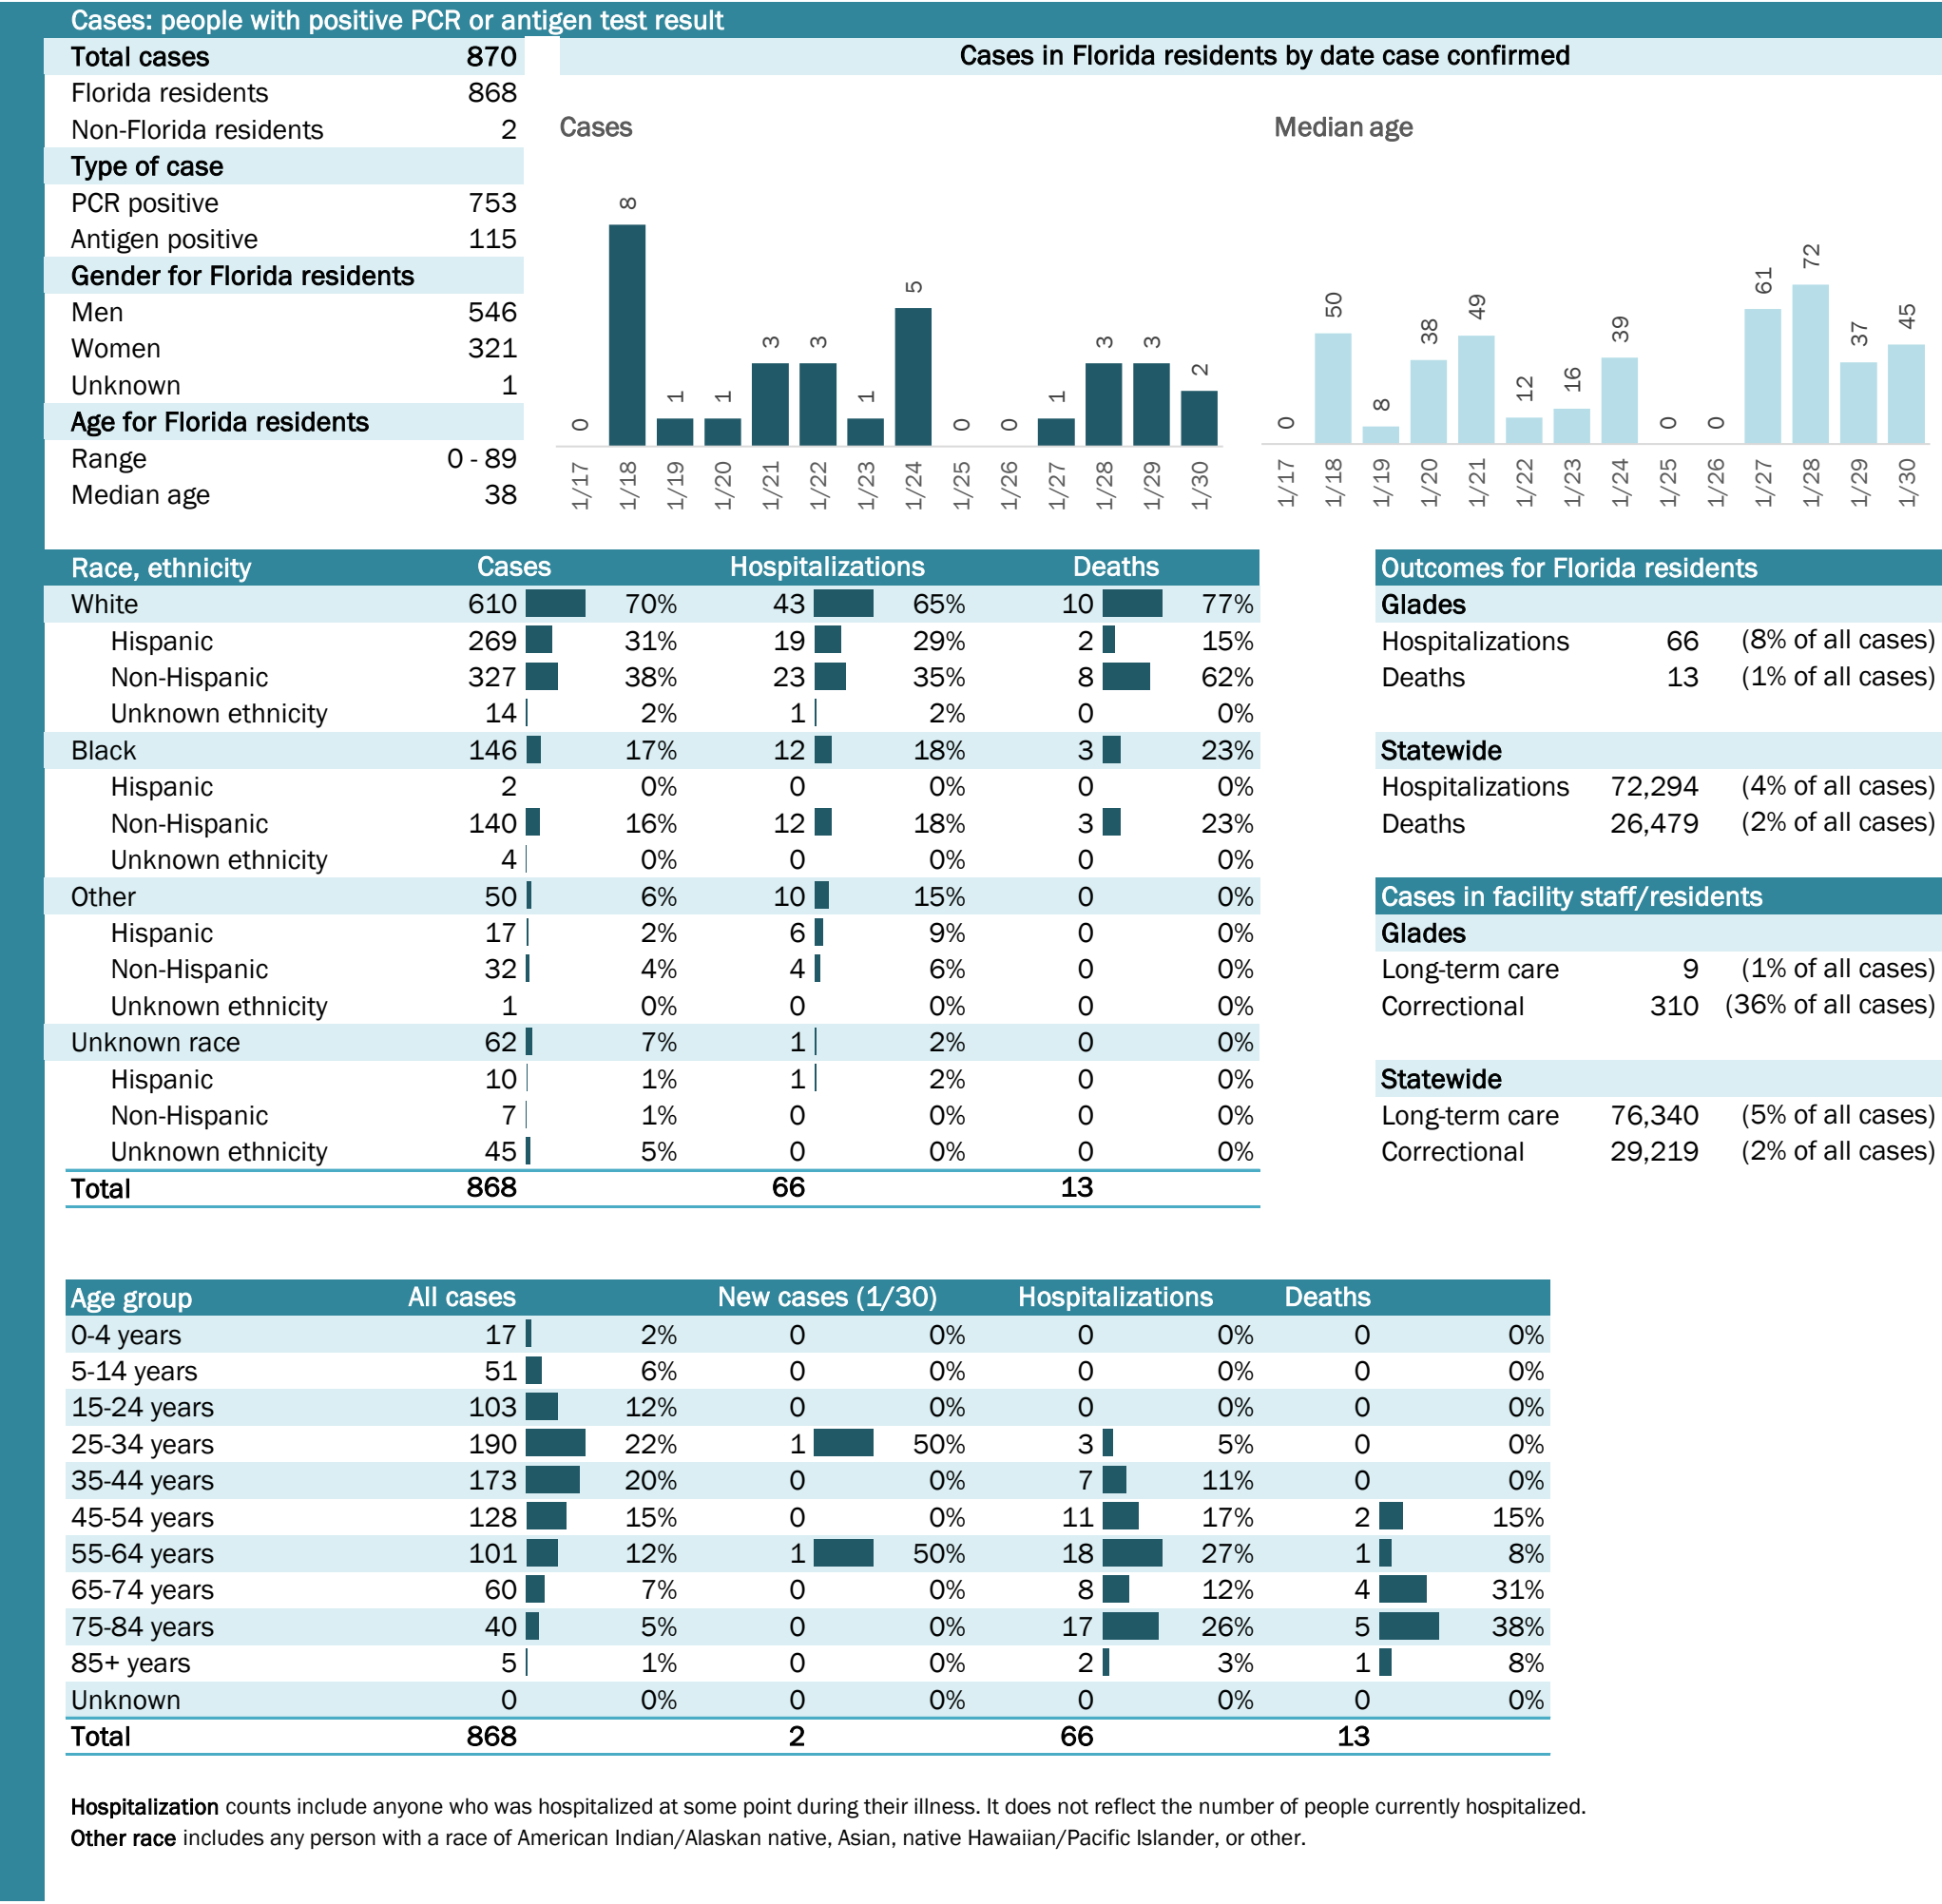 Cases: people with positive PCR or antigen test result
Total cases 870
Florida residents 868
Non-Florida residents 2
Type of case
PCR positive 753
Antigen positive 115
Gender for Florida residents
Men 546
Women 321
Unknown 1
Age for Florida residents
Range 0 - 89
Median age 38
Cases in Florida residents by date case confirmed
Cases
0 8 1 1 3 3 1 5 0 0 1 3 3 2
1/17 1/18 1/19 1/20 1/21 1/22 1/23 1/24 1/25 1/26 1/27 1/28 1/29 1/30
Median age
0 50 8 38 49 12 16 39 0 0 61 72 37 45
1/17 1/18 1/19 1/20 1/21 1/22 1/23 1/24 1/25 1/26 1/27 1/28 1/29 1/30
Race, ethnicity Cases Hospitalizations Deaths
White 610 70% 43 65% 10 77%
Hispanic 269 31% 19 29% 2 15%
Non-Hispanic 327 38% 23 35% 8 62%
Unknown ethnicity 14 2% 1 2% 0 0%
Black 146 17% 12 18% 3 23%
Hispanic 2 0% 0 0% 0 0%
Non-Hispanic 140 16% 12 18% 3 23%
Unknown ethnicity 4 0% 0 0% 0 0%
Other 50 6% 10 15% 0 0%
Hispanic 17 2% 6 9% 0 0%
Non-Hispanic 32 4% 4 6% 0 0%
Unknown ethnicity 1 0% 0 0% 0 0%
Unknown race 62 7% 1 2% 0 0%
Hispanic 10 1% 1 2% 0 0%
Non-Hispanic 7 1% 0 0% 0 0%
Unknown ethnicity 45 5% 0 0% 0 0%
Total 868 66 13
Outcomes for Florida residents
Glades
Hospitalizations 66 (8% of all cases)
Deaths 13 (1% of all cases)
Statewide
Hospitalizations 72,294 (4% of all cases)
Deaths 26,479 (2% of all cases)
Cases in facility staff/residents
Glades
Long-term care 9 (1% of all cases)
Correctional 310 (36% of all cases)
Statewide
Long-term care 76,340 (5% of all cases)
Correctional 29,219 (2% of all cases)
Age group All cases New cases (1/30) Hospitalizations Deaths
0-4 years 17 2% 0 0% 0 0% 0 0%
5-14 years 51 6% 0 0% 0 0% 0 0%
15-24 years 103 12% 0 0% 0 0% 0 0%
25-34 years 190 22% 1 50% 3 5% 0 0%
35-44 years 173 20% 0 0% 7 11% 0 0%
45-54 years 128 15% 0 0% 11 17% 2 15%
55-64 years 101 12% 1 50% 18 27% 1 8%
65-74 years 60 7% 0 0% 8 12% 4 31%
75-84 years 40 5% 0 0% 17 26% 5 38%
85+ years 5 1% 0 0% 2 3% 1 8%
Unknown 0 0% 0 0% 0 0% 0 0%
Total 868 2 66 13
Hospitalization counts include anyone who was hospitalized at some point during their illness. It does not reflect the number of people currently hospitalized.
Other race includes any person with a race of American Indian/Alaskan native, Asian, native Hawaiian/Pacific Islander, or other.